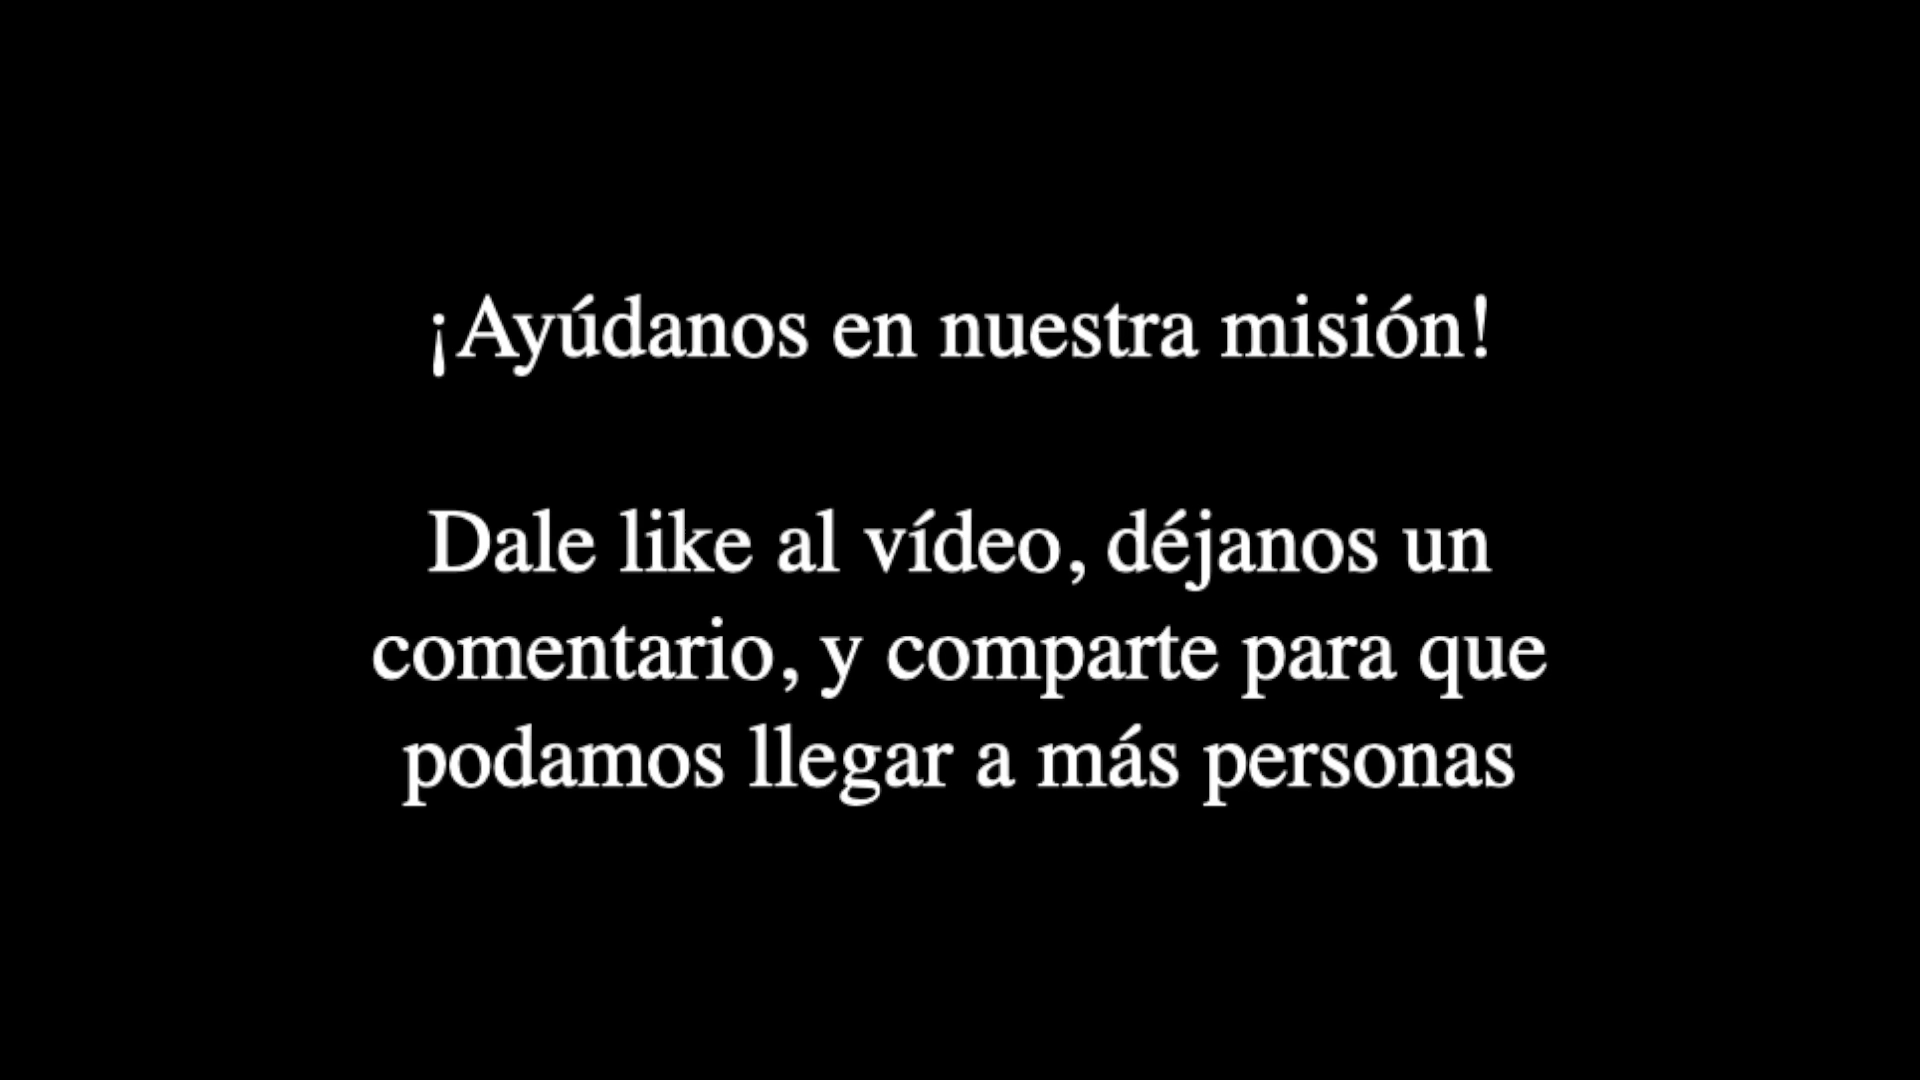 ¡Ayúdanos en nuestra misión!
Dale like al vídeo, déjanos un
comentario, y comparte para que
podamos llegar a más personas